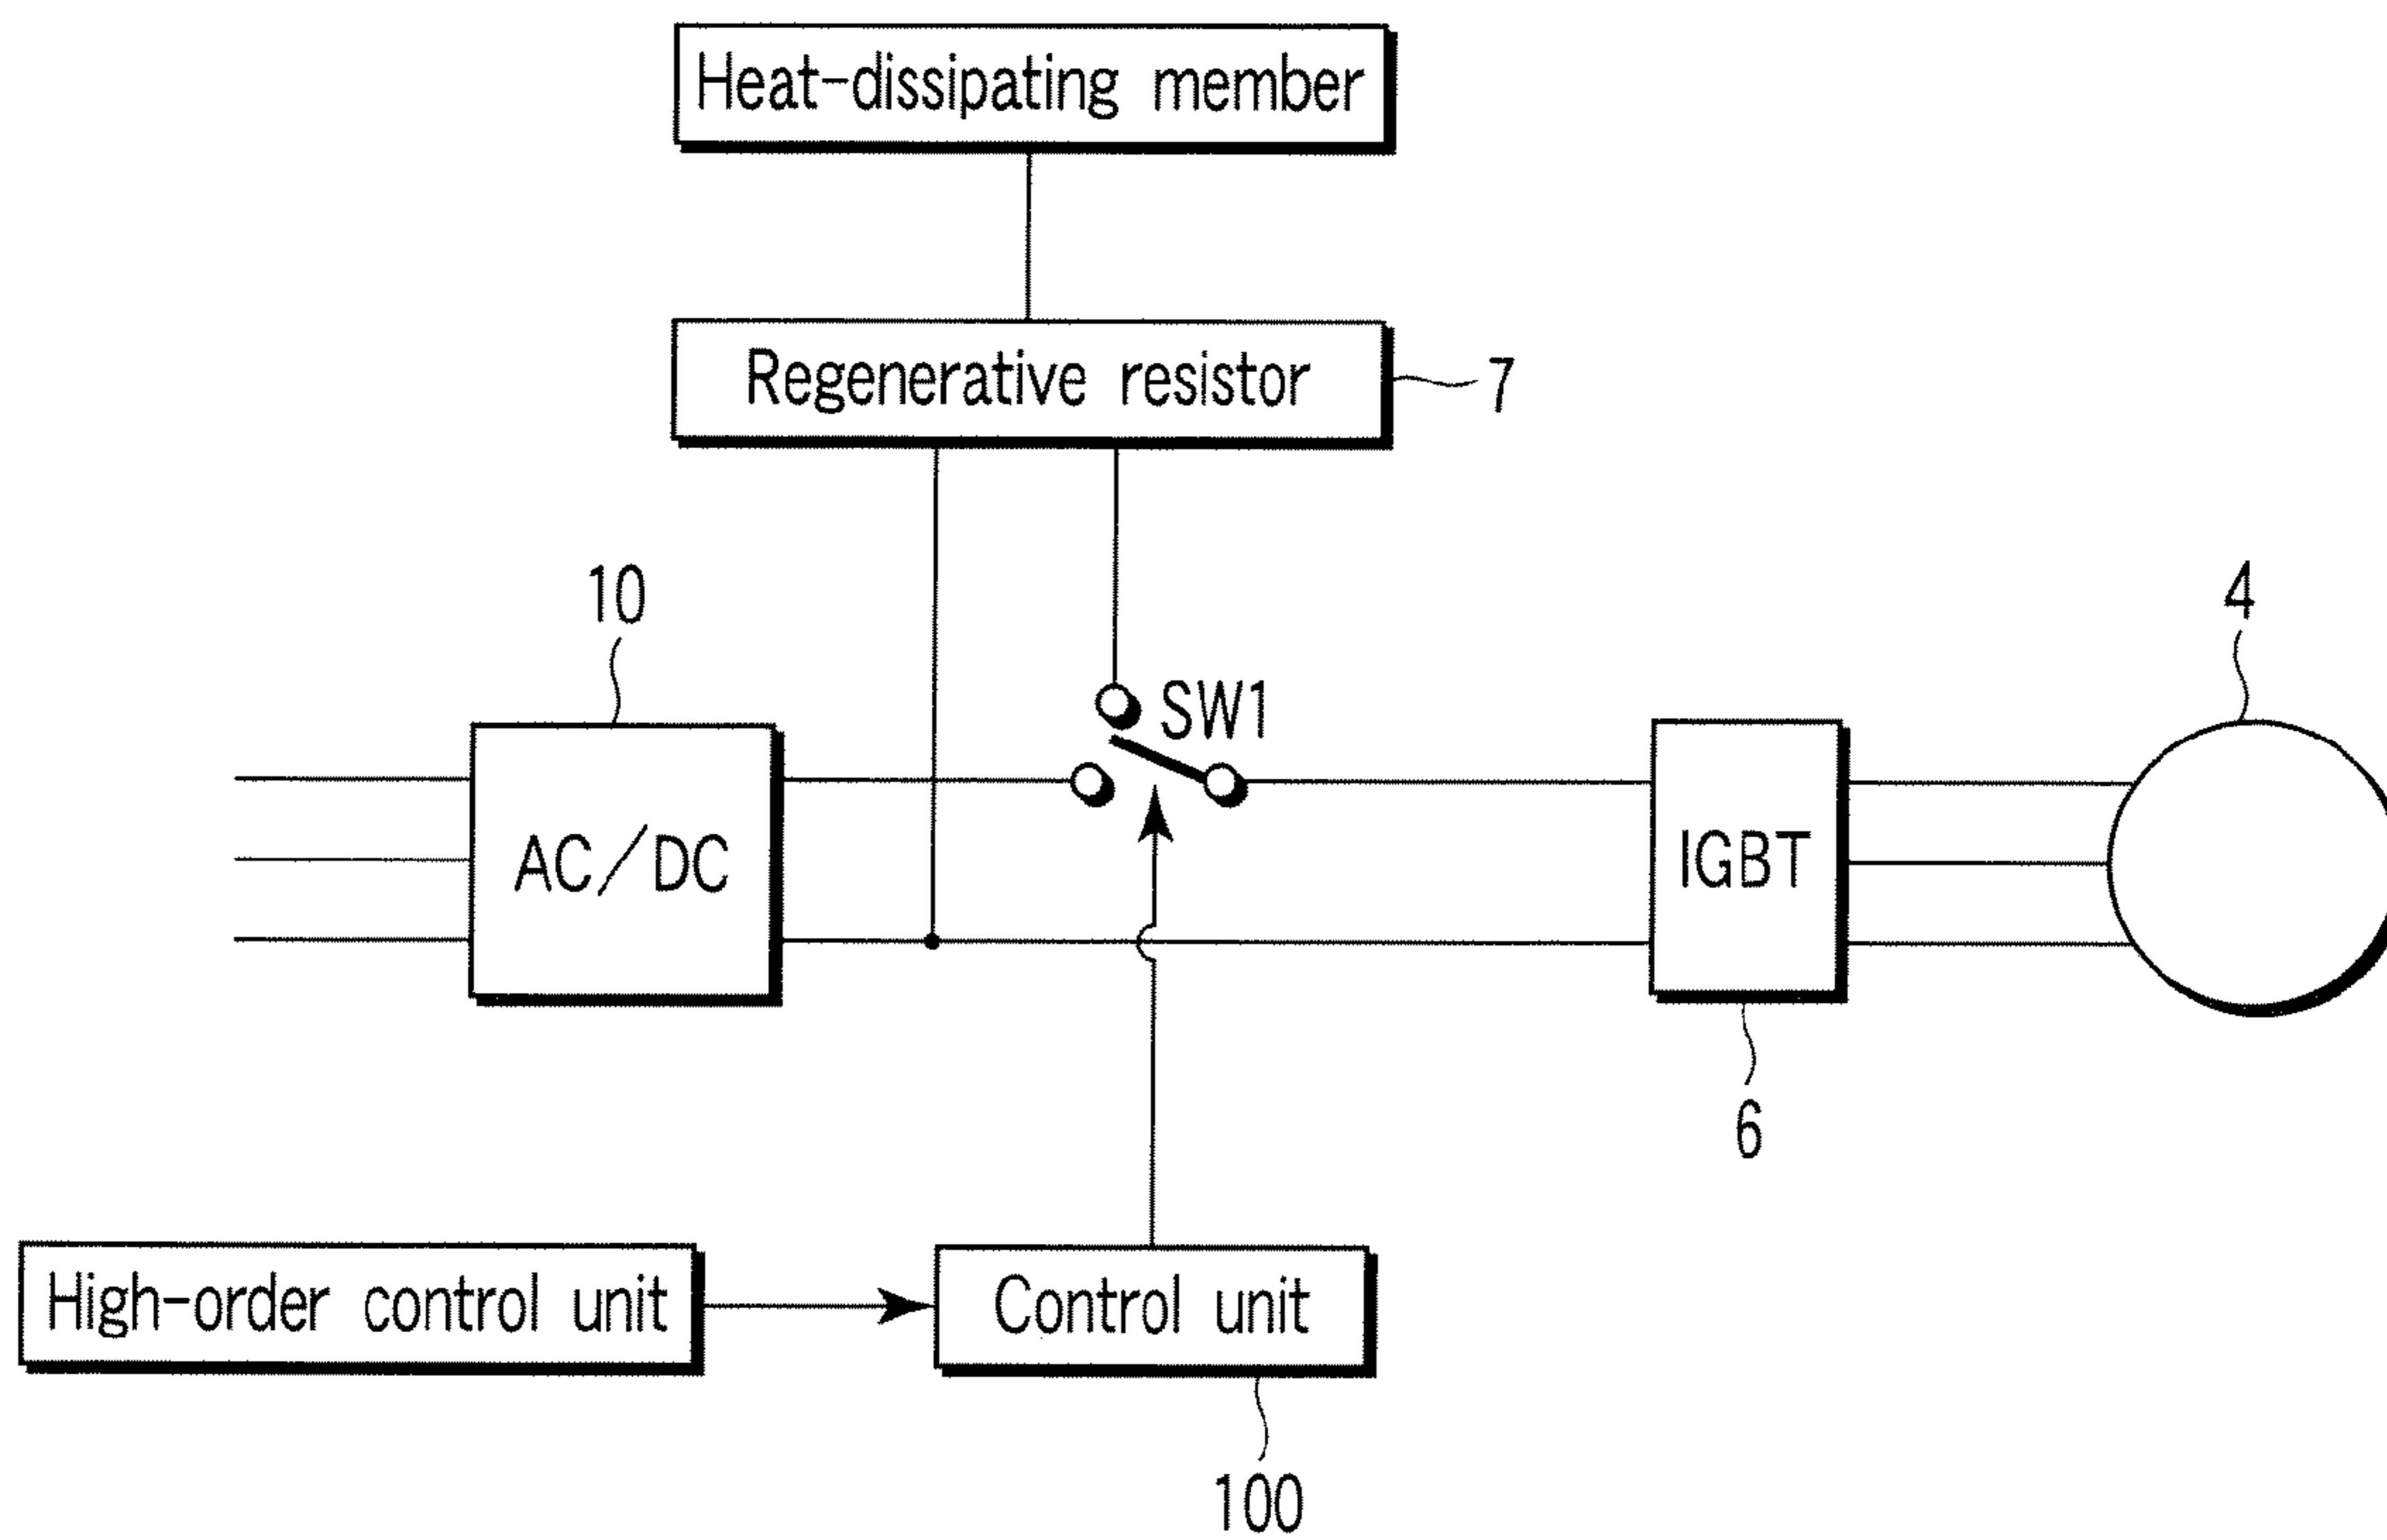 Heat-dissipating member
Regenerative resistor
7
10
4
SW1
AC/DC
IGBT
6
High-order control unit
Control unit
100